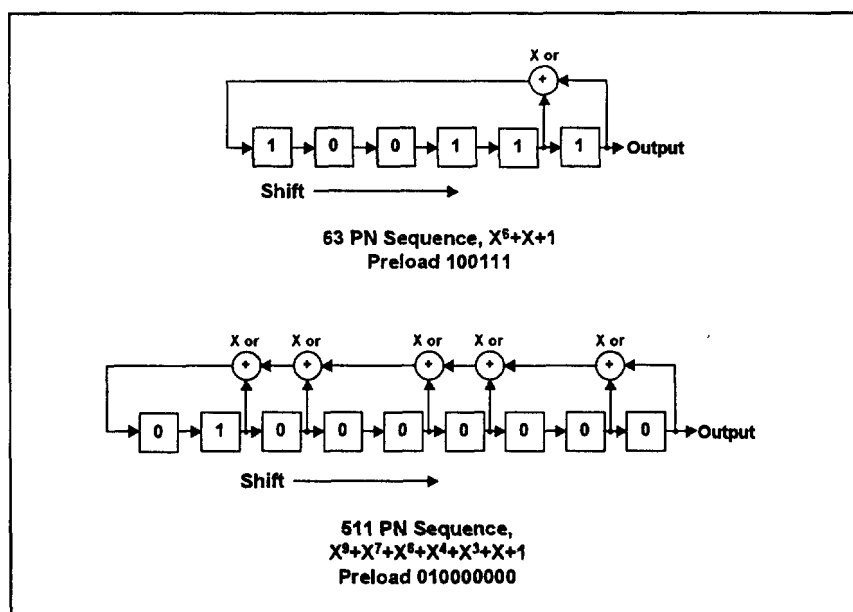 X or
+
1 0 0 1 1 1 Output
Shift
63 PN Sequence, X⁶+X+1
Preload 100111
X or X or X or X or X or
+ + + + +
0 1 0 0 0 0 0 0 0 Output
Shift
511 PN Sequence,
X⁹+X⁷+X⁶+X⁴+X³+X+1
Preload 010000000